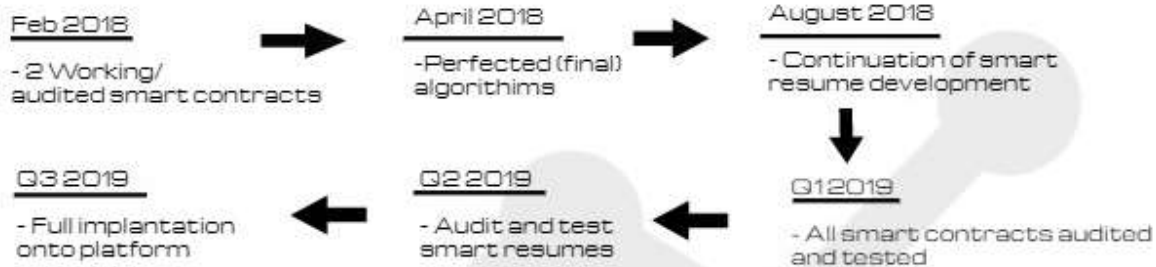 Feb 2018
- 2 Working/
audited smart contracts
April 2018
-Perfected (final)
algorithims
August 2018
- Continuation of smart
resume development
Q1 2019
- All smart contracts audited
and tested
Q2 2019
- Audit and test
smart resumes
Q3 2019
- Full implantation
onto platform